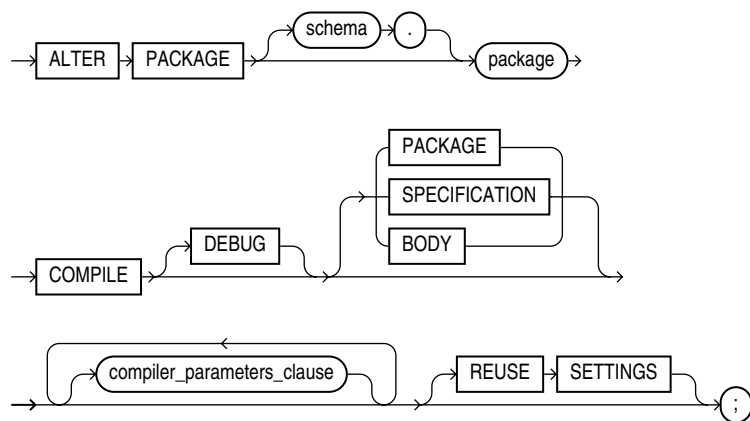 schema .
ALTER PACKAGE package
PACKAGE
SPECIFICATION
DEBUG BODY
COMPILE
compiler_parameters_clause REUSE SETTINGS
;